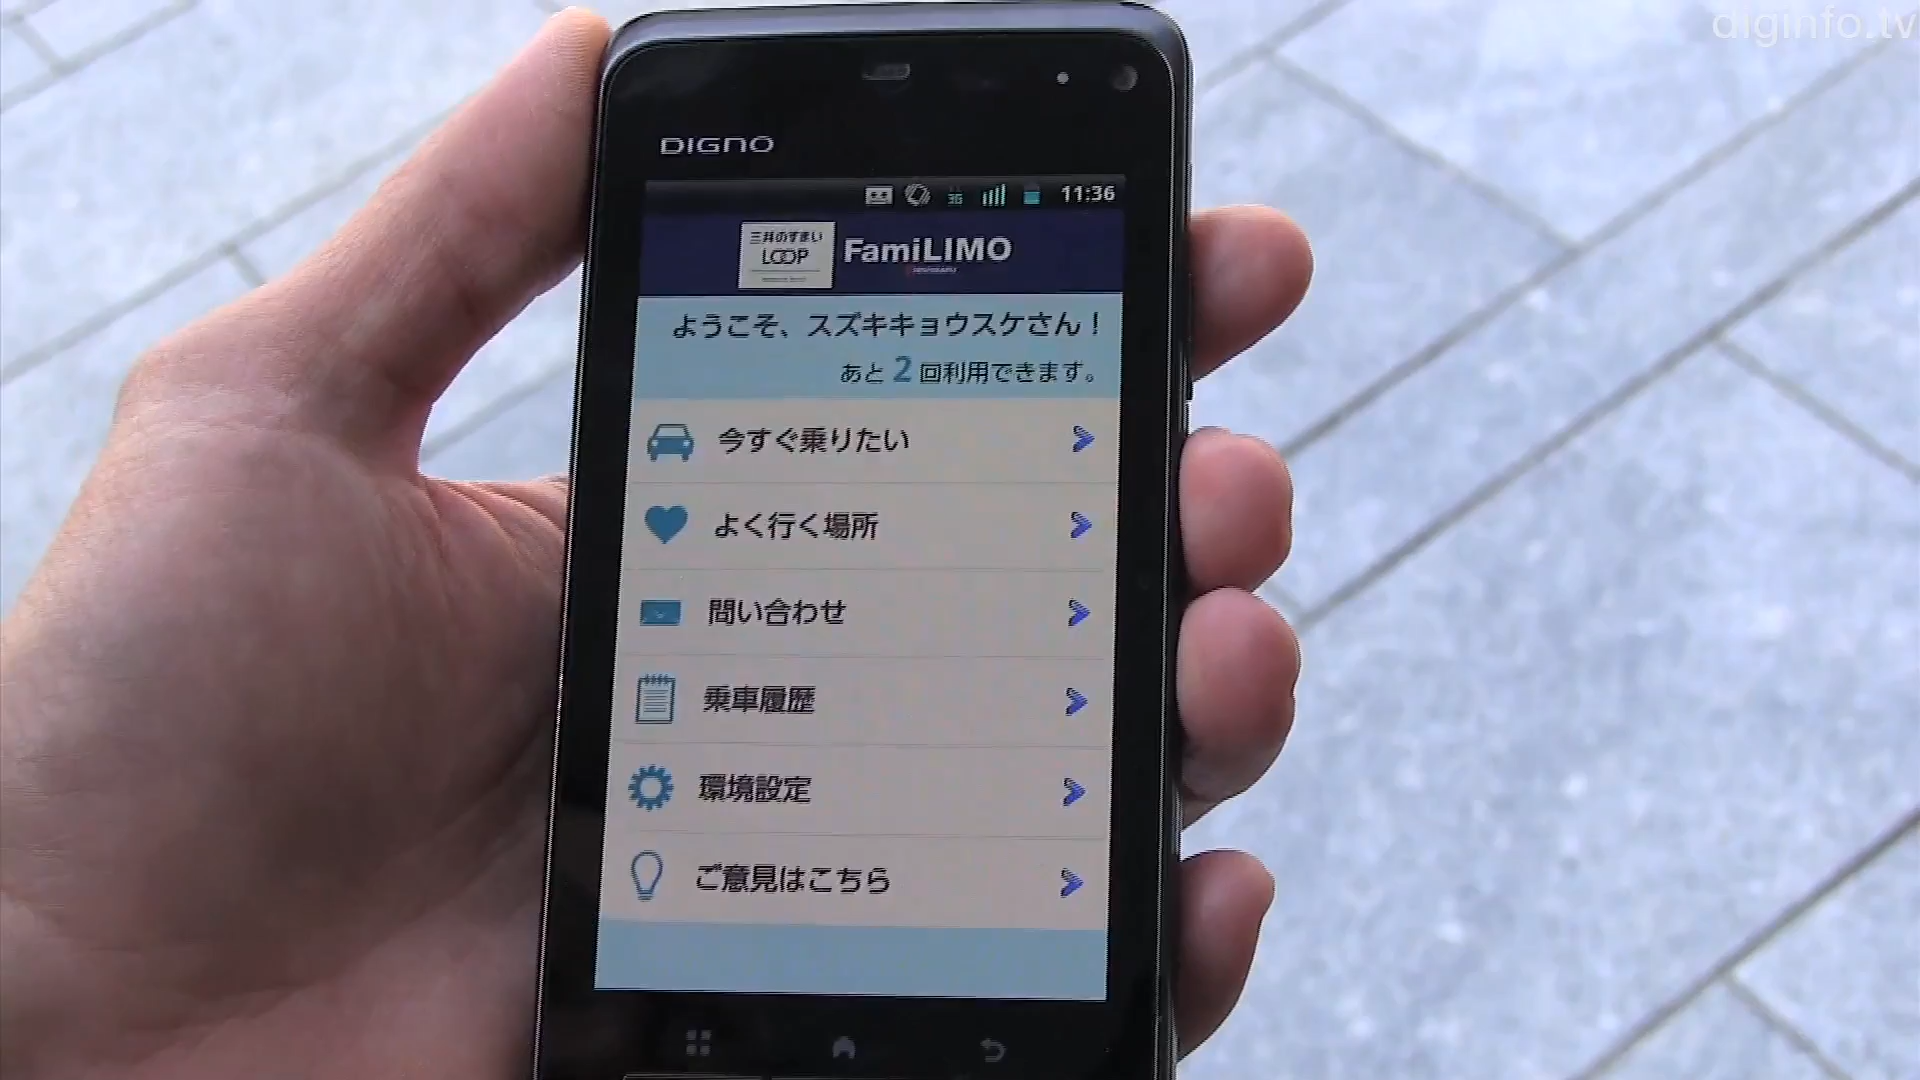 diginfo.tv
DIGNO
3G 11:36
三井のすまい
LOOP
FamiLIMO
ようこそ、スズキキョウスケさん！
あと 2 回利用できます。
今すぐ乗りたい
よく行く場所
問い合わせ
乗車履歴
環境設定
ご意見はこちら